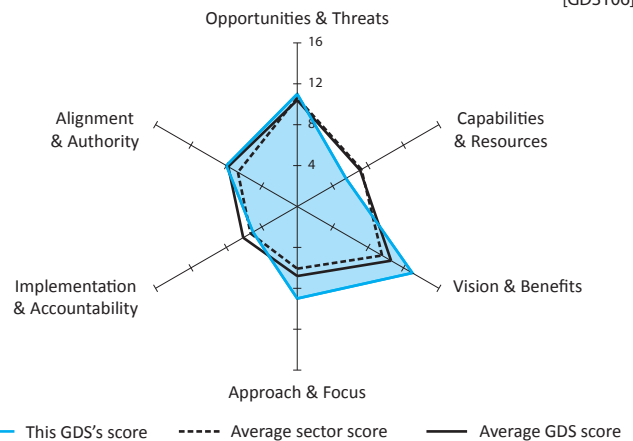 [GDS106]
Opportunities & Threats
16
12
8
4
Alignment
& Authority
Capabilities
& Resources
Implementation
& Accountability
Vision & Benefits
Approach & Focus
This GDS's score
Average sector score
Average GDS score